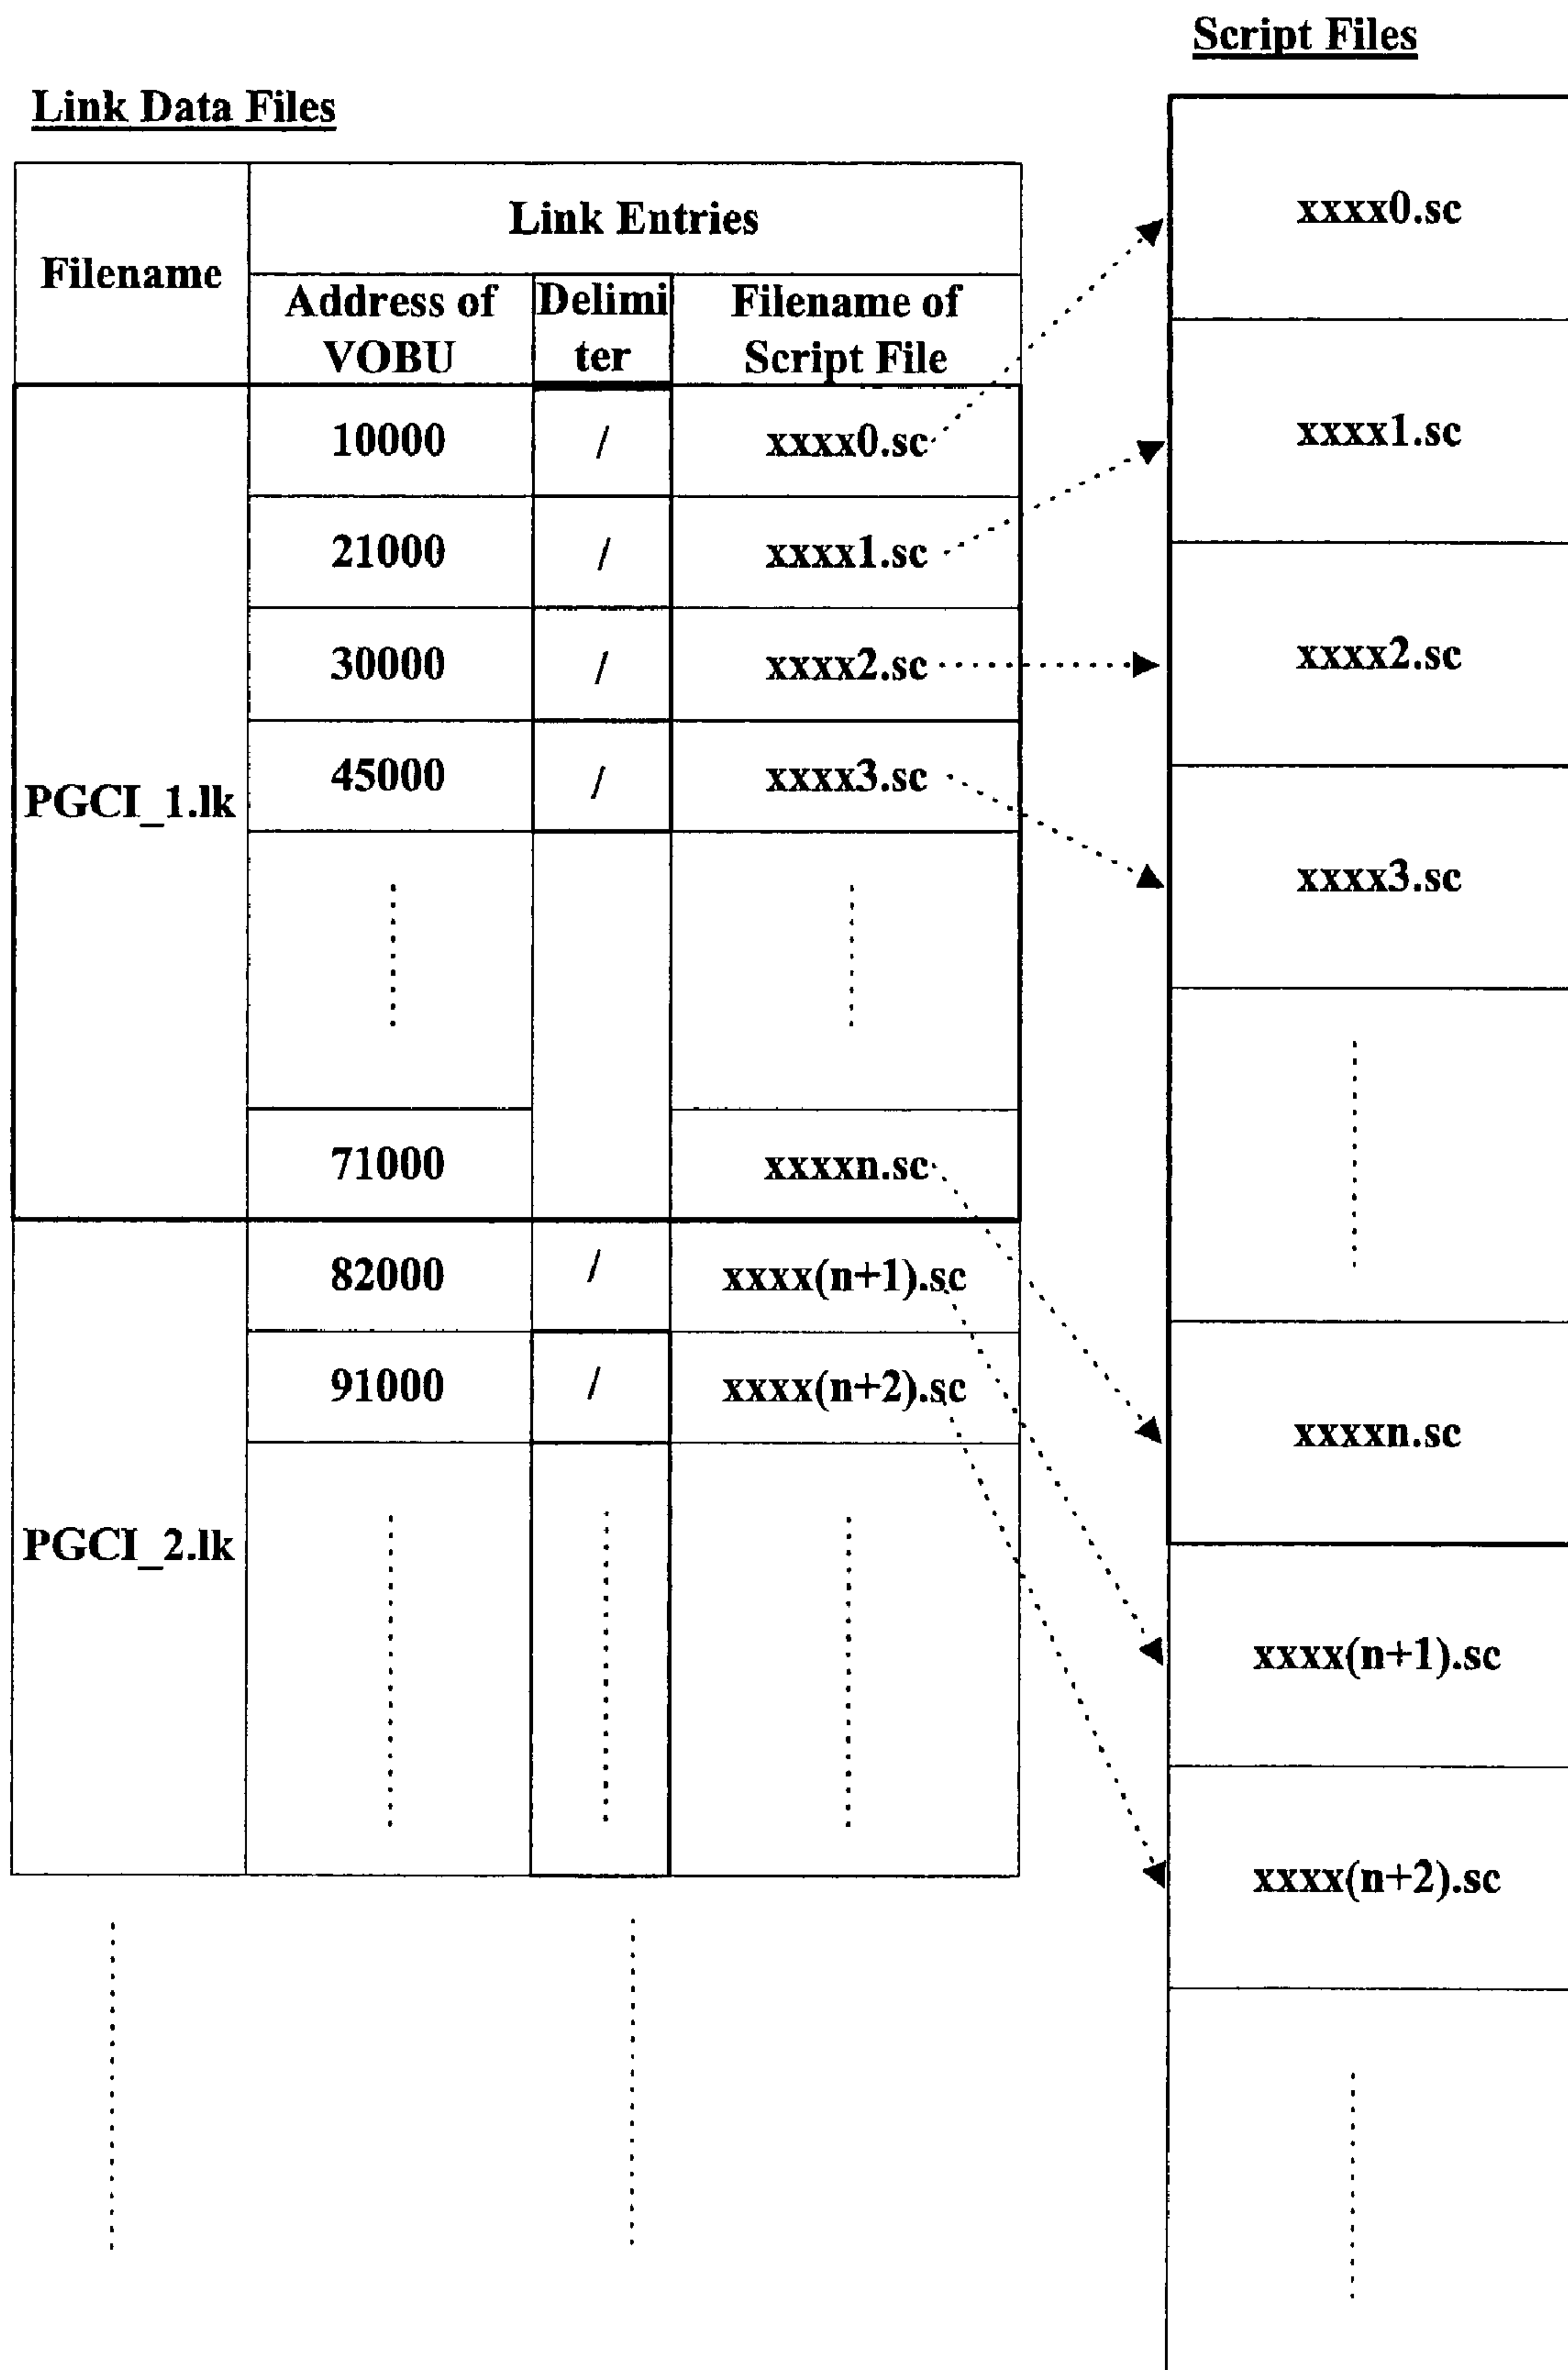 Script Files
Link Data Files
Filename
Link Entries
Address of
VOBU
Delimi
ter
Filename of
Script File
PGCI_1.lk
10000 / xxxx0.sc
21000 / xxxx1.sc
30000 / xxxx2.sc
45000 / xxxx3.sc
71000 xxxxn.sc
PGCI_2.lk
82000 / xxxx(n+1).sc
91000 / xxxx(n+2).sc
xxxx0.sc
xxxx1.sc
xxxx2.sc
xxxx3.sc
xxxxn.sc
xxxx(n+1).sc
xxxx(n+2).sc